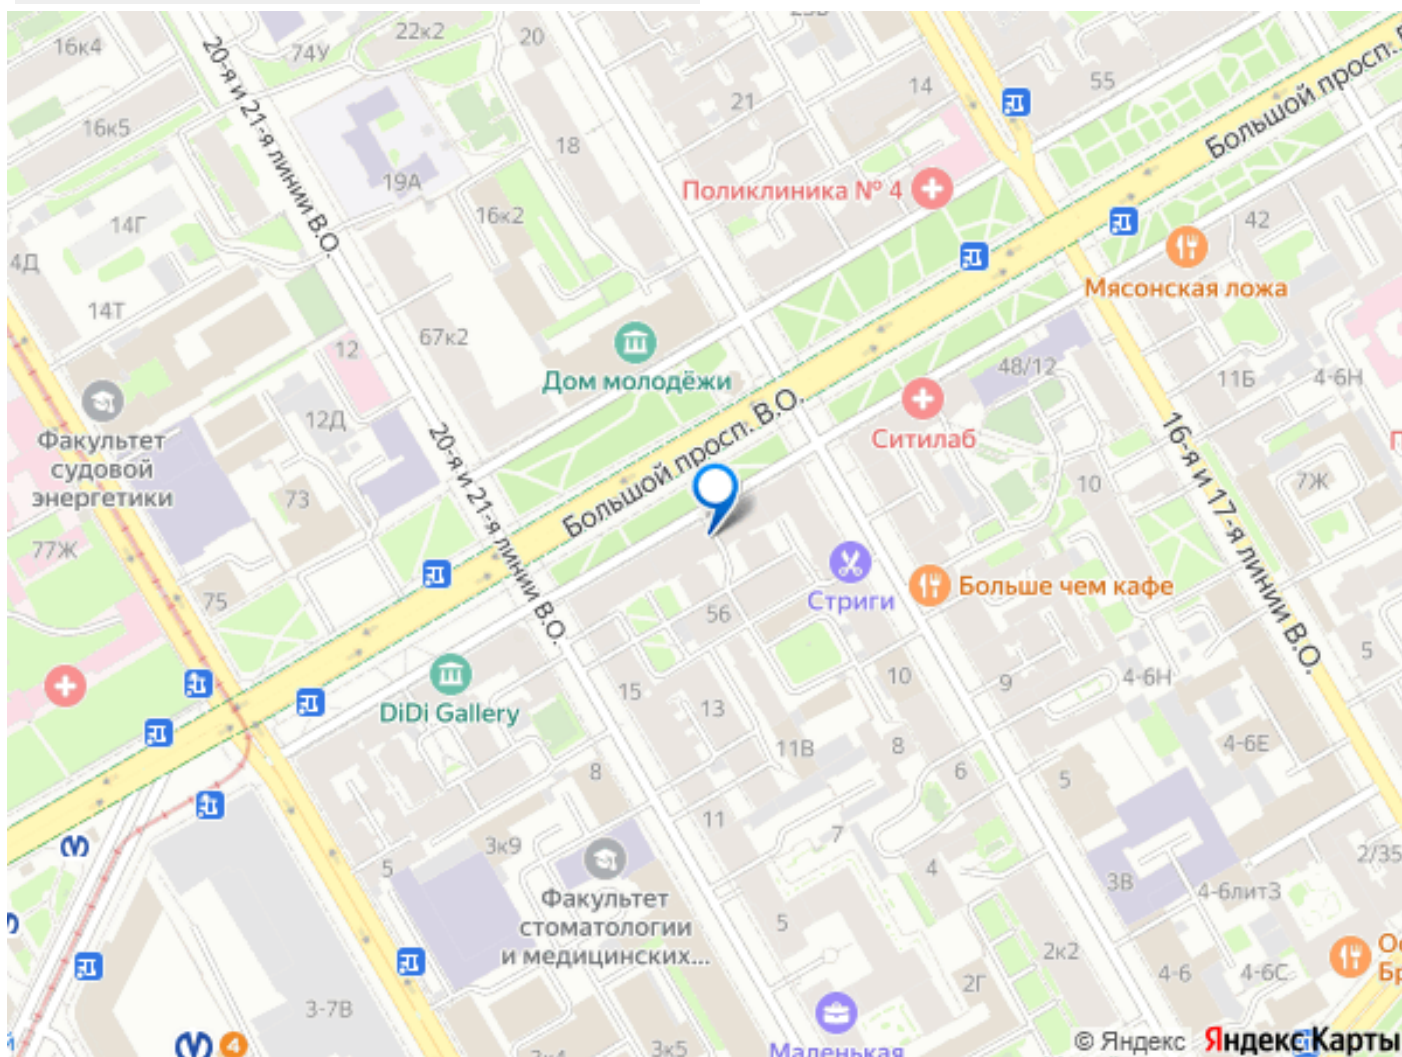 16к4
74У
22к2
20
14
55
Большой просп. В
16к5
21
18
20-я и 21-я линии В.О.
19А
16к2
Поликлиника № 4
42
Мясонская ложа
14Г
4Д
14Т
12
67к2
Дом молодёжи
48/12
11Б
4-6Н
Факультет
судовой
энергетики
12Д
73
77Ж
75
20-я и 21-я линии В.О.
Большой просп. В.О.
Ситилаб
10
16-я и 17-я линии В.О.
7Ж
Стриги
Больше чем кафе
56
DiDi Gallery
15
13
11В
10
9
4-6Н
5
8
8
6
5
4-6Е
11
7
4
3В
4-6литЗ
2/35
3к9
5
Факультет
стоматологии
и медицинских...
5
2Г
2к2
4-6
4-6С
Ос
Бр
3-7В
4
3к5
Маленькая
© Яндекс Яндекс Карты